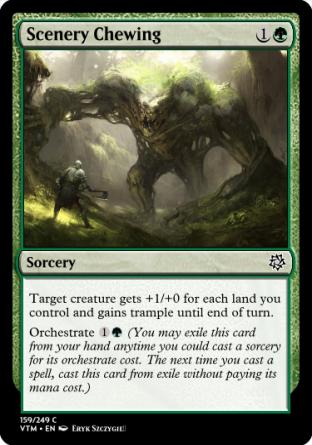 Scenery Chewing 1
Sorcery
Target creature gets +1/+0 for each land you
control and gains trample until end of turn.
Orchestrate 1 (You may exile this card
from your hand anytime you could cast a sorcery
for its orchestrate cost. The next time you cast a
spell, cast this card from exile without paying its
mana cost.)
159/249 C
VTM • EN Eryk Szczygieł